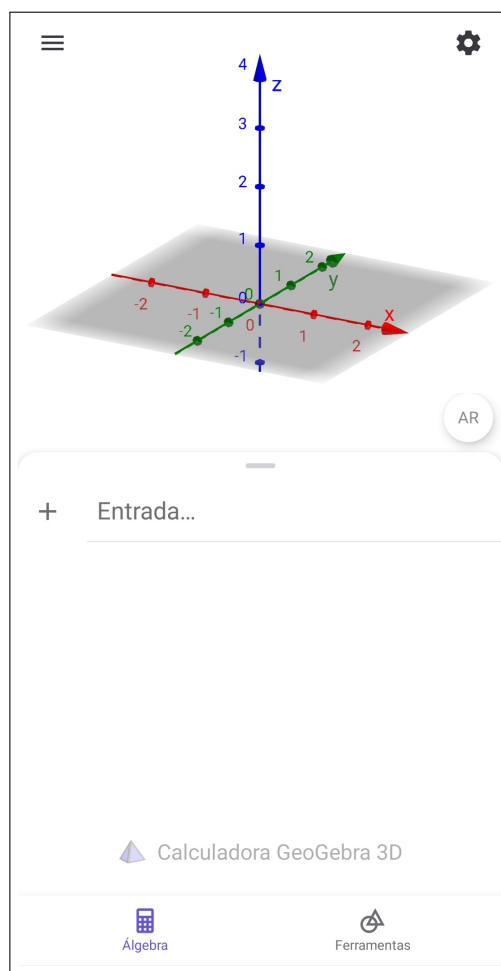 4
z
3
2
1
2
1
y
0
0
-2
-1
-1
x
0
1
2
-2
-1
AR
+ Entrada...
Calculadora GeoGebra 3D
Álgebra
Ferramentas